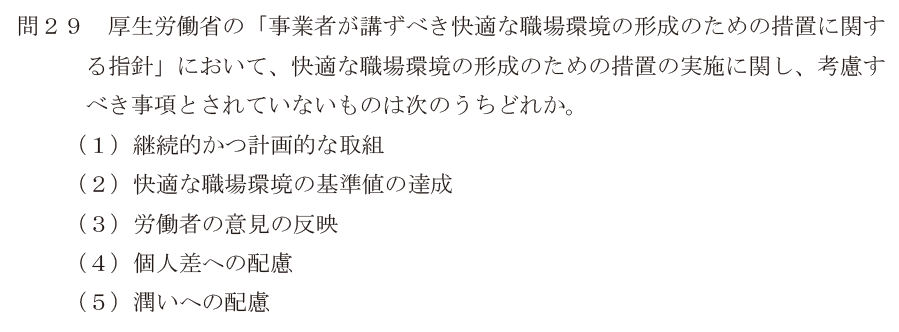 問２９　厚生労働省の「事業者が講ずべき快適な職場環境の形成のための措置に関す
る指針」において、快適な職場環境の形成のための措置の実施に関し、考慮す
べき事項とされていないものは次のうちどれか。
（１）継続的かつ計画的な取組
（２）快適な職場環境の基準値の達成
（３）労働者の意見の反映
（４）個人差への配慮
（５）潤いへの配慮